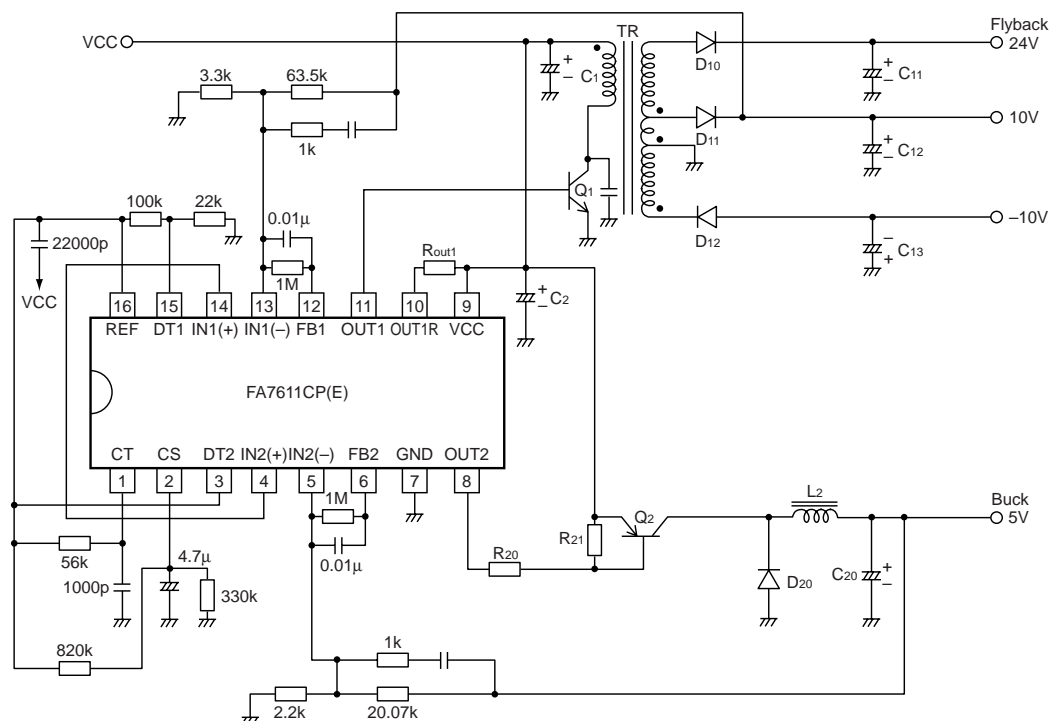 Flyback
VCC
TR
24V
C1
D10
C11
3.3k
63.5k
10V
D11
C12
1k
Q1
–10V
D12
C13
100k
22k
0.01μ
22000p
Rout1
1M
C2
VCC
16
15
14
13
12
11
10
9
REF
DT1
IN1(+)
IN1(–)
FB1
OUT1
OUT1R
VCC
FA7611CP(E)
CT
CS
DT2
IN2(+)
IN2(–)
FB2
GND
OUT2
1
2
3
4
5
6
7
8
L2
Buck
5V
1M
Q2
R21
56k
4.7μ
0.01μ
R20
D20
C20
1000p
330k
820k
1k
2.2k
20.07k
+
–
+
–
+
–
–
+
+
–
+
–